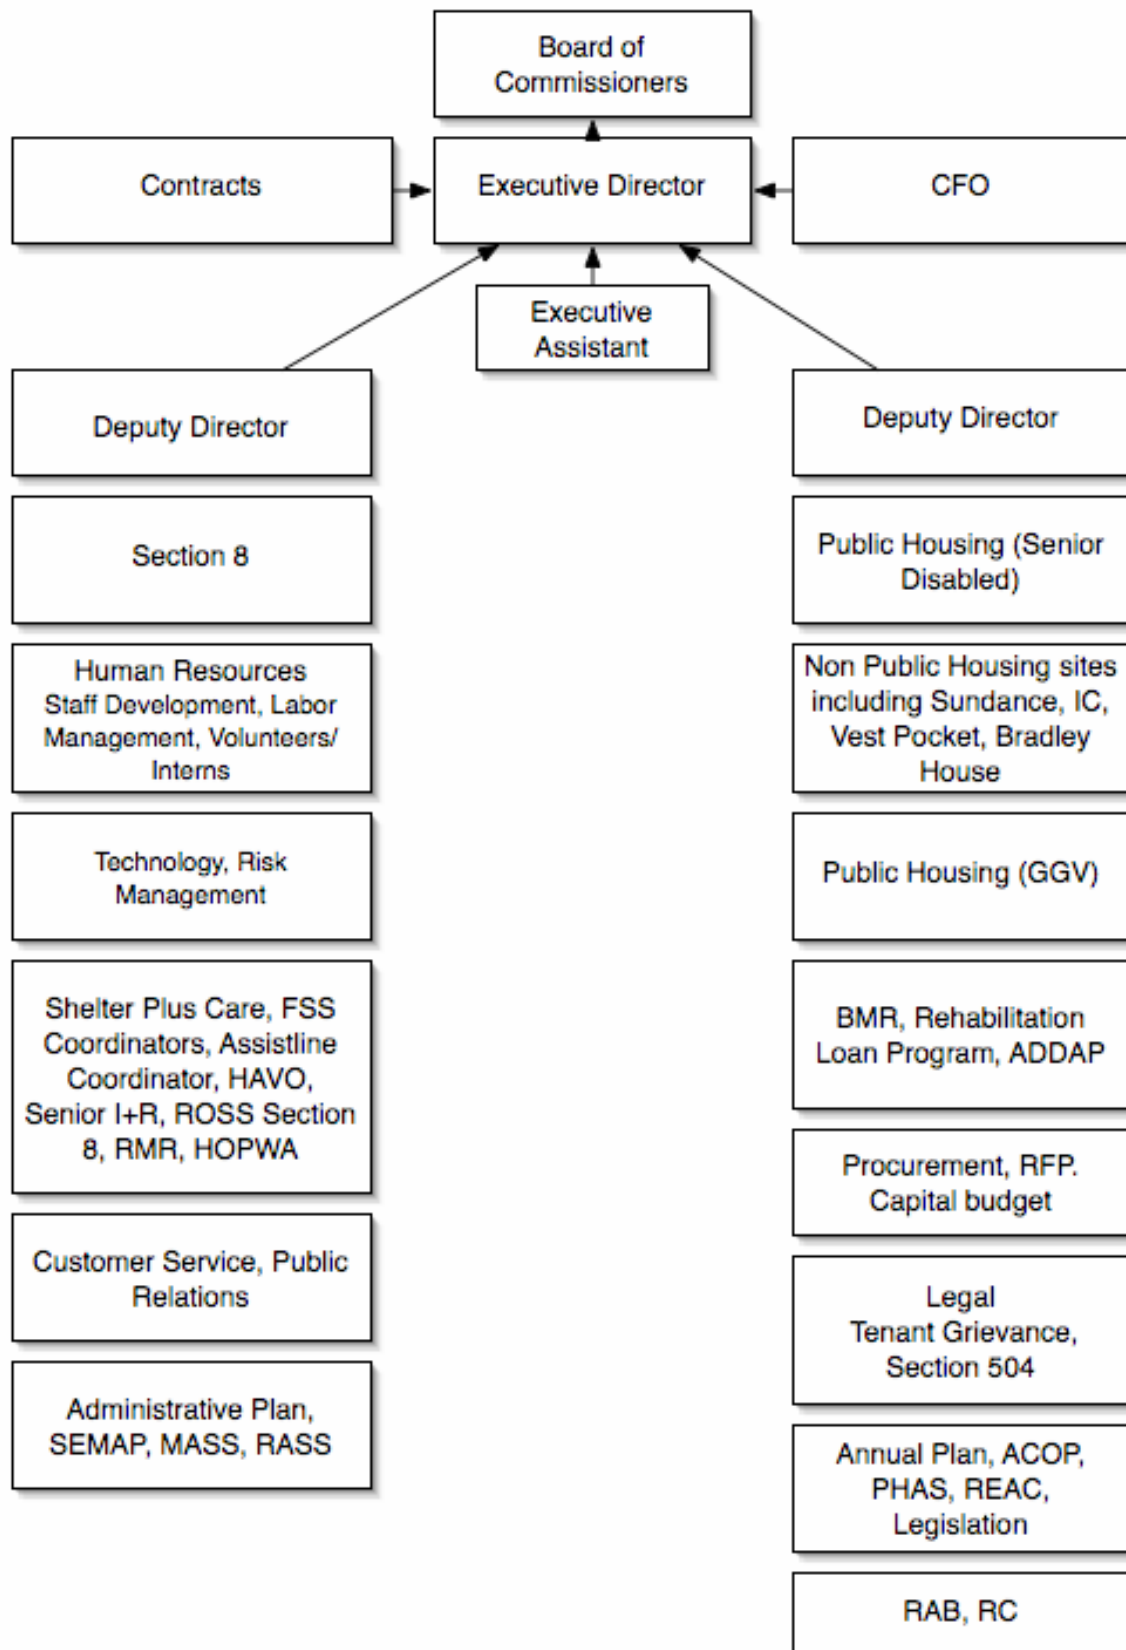 Board of
Commissioners
Contracts
Executive Director
CFO
Executive
Assistant
Deputy Director
Section 8
Human Resources
Staff Development, Labor
Management, Volunteers/
Interns
Technology, Risk
Management
Shelter Plus Care, FSS
Coordinators, Assistline
Coordinator, HAVO,
Senior I+R, ROSS Section
8, RMR, HOPWA
Customer Service, Public
Relations
Administrative Plan,
SEMAP, MASS, RASS
Deputy Director
Public Housing (Senior
Disabled)
Non Public Housing sites
including Sundance, IC,
Vest Pocket, Bradley
House
Public Housing (GGV)
BMR, Rehabilitation
Loan Program, ADDAP
Procurement, RFP.
Capital budget
Legal
Tenant Grievance,
Section 504
Annual Plan, ACOP,
PHAS, REAC,
Legislation
RAB, RC